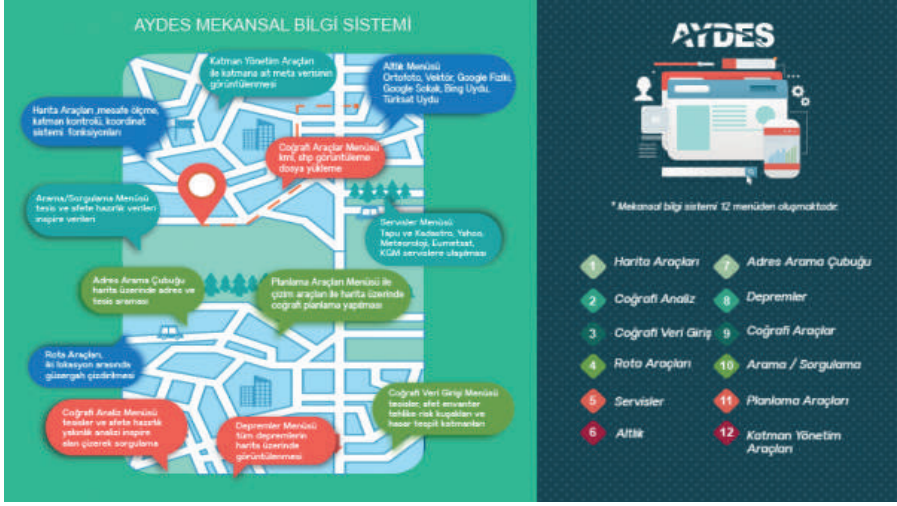 AYDES MEKANSAL BİLGİ SİSTEMİ
Katman Yönetim Araçları
ile katmana ait meta verisinin
görüntülenmesi
Altlık Menüsü
Ortofoto, Vektör, Google Fiziki,
Google Sokak, Bing Uydu,
Türksat Uydu
Harita Araçları ,mesafe ölçme,
katman kontrolü, koordinat
sistemi fonksiyonları
Coğrafi Araçlar Menüsü
kml, shp görüntüleme
dosya yükleme
Arama/Sorgulama Menüsü
tesis ve afete hazırlık verileri
inspire verileri
Servisler Menüsü
Tapu ve Kadastro, Yahoo,
Meteoroloji, Eumetsat,
KGM servislere ulaşılması
Adres Arama Çubuğu
harita üzerinde adres ve
tesis araması
Planlama Araçları Menüsü ile
çizim araçları ile harita üzerinde
coğrafi planlama yapılması
Rota Araçları,
iki lokasyon arasında
güzergah çizdirilmesi
Coğrafi Veri Girişi Menüsü
tesisler, afet envanter
tehlike risk kuşakları ve
hasar tespit katmanları
Coğrafi Analiz Menüsü
tesisler ve afete hazırlık
yakınlık analizi inspire
alan çizerek sorgulama
Depremler Menüsü
tüm depremlerin
harita üzerinde
görüntülenmesi
AYDES
* Mekansal bilgi sistemi 12 menüden oluşmaktadır.
1 Harita Araçları
2 Coğrafi Analiz
3 Coğrafi Veri Giriş
4 Rota Araçları
5 Servisler
6 Altlık
7 Adres Arama Çubuğu
8 Depremler
9 Coğrafi Araçlar
10 Arama / Sorgulama
11 Planlama Araçları
12 Katman Yönetim
Araçları